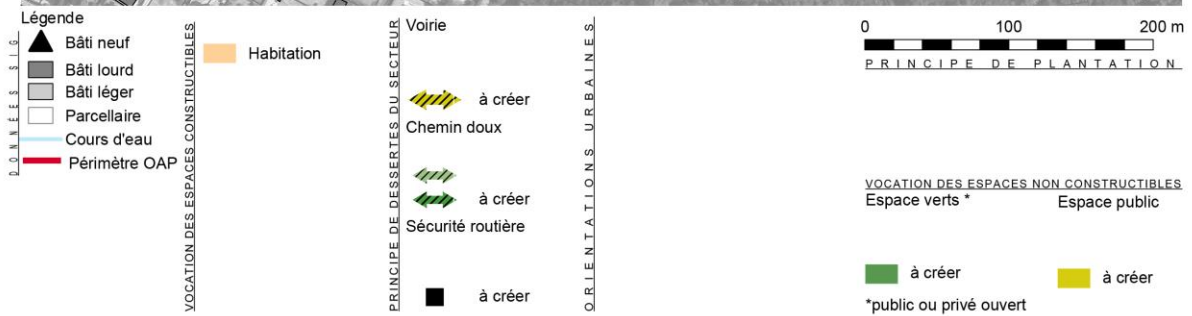 Légende
DONNEES SIG
Bâti neuf
Bâti lourd
Bâti léger
Parcellaire
Cours d'eau
Périmètre OAP
VOCATION DES ESPACES CONSTRUCTIBLES
Habitation
PRINCIPE DE DESSERTES DU SECTEUR
Voirie
à créer
Chemin doux
à créer
Sécurité routière
à créer
ORIENTATIONS URBAINES
0 100 200 m
PRINCIPE DE PLANTATION
VOCATION DES ESPACES NON CONSTRUCTIBLES
Espace verts * Espace public
à créer à créer
*public ou privé ouvert